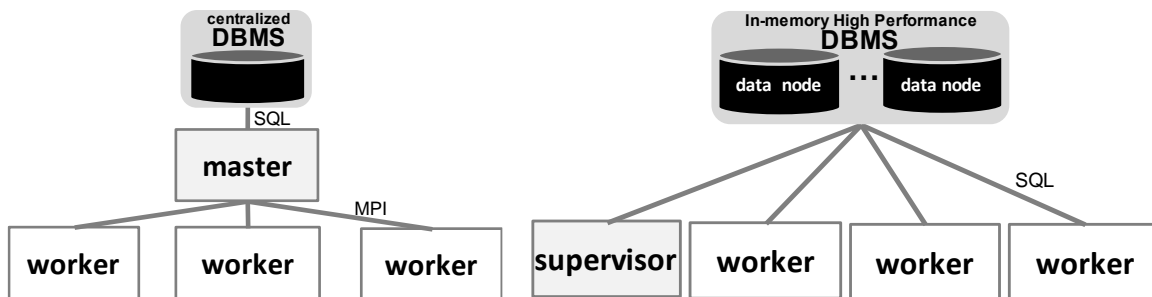 centralized
DBMS
SQL
master
MPI
worker
worker
worker
In-memory High Performance
DBMS
data node
...
data node
SQL
supervisor
worker
worker
worker